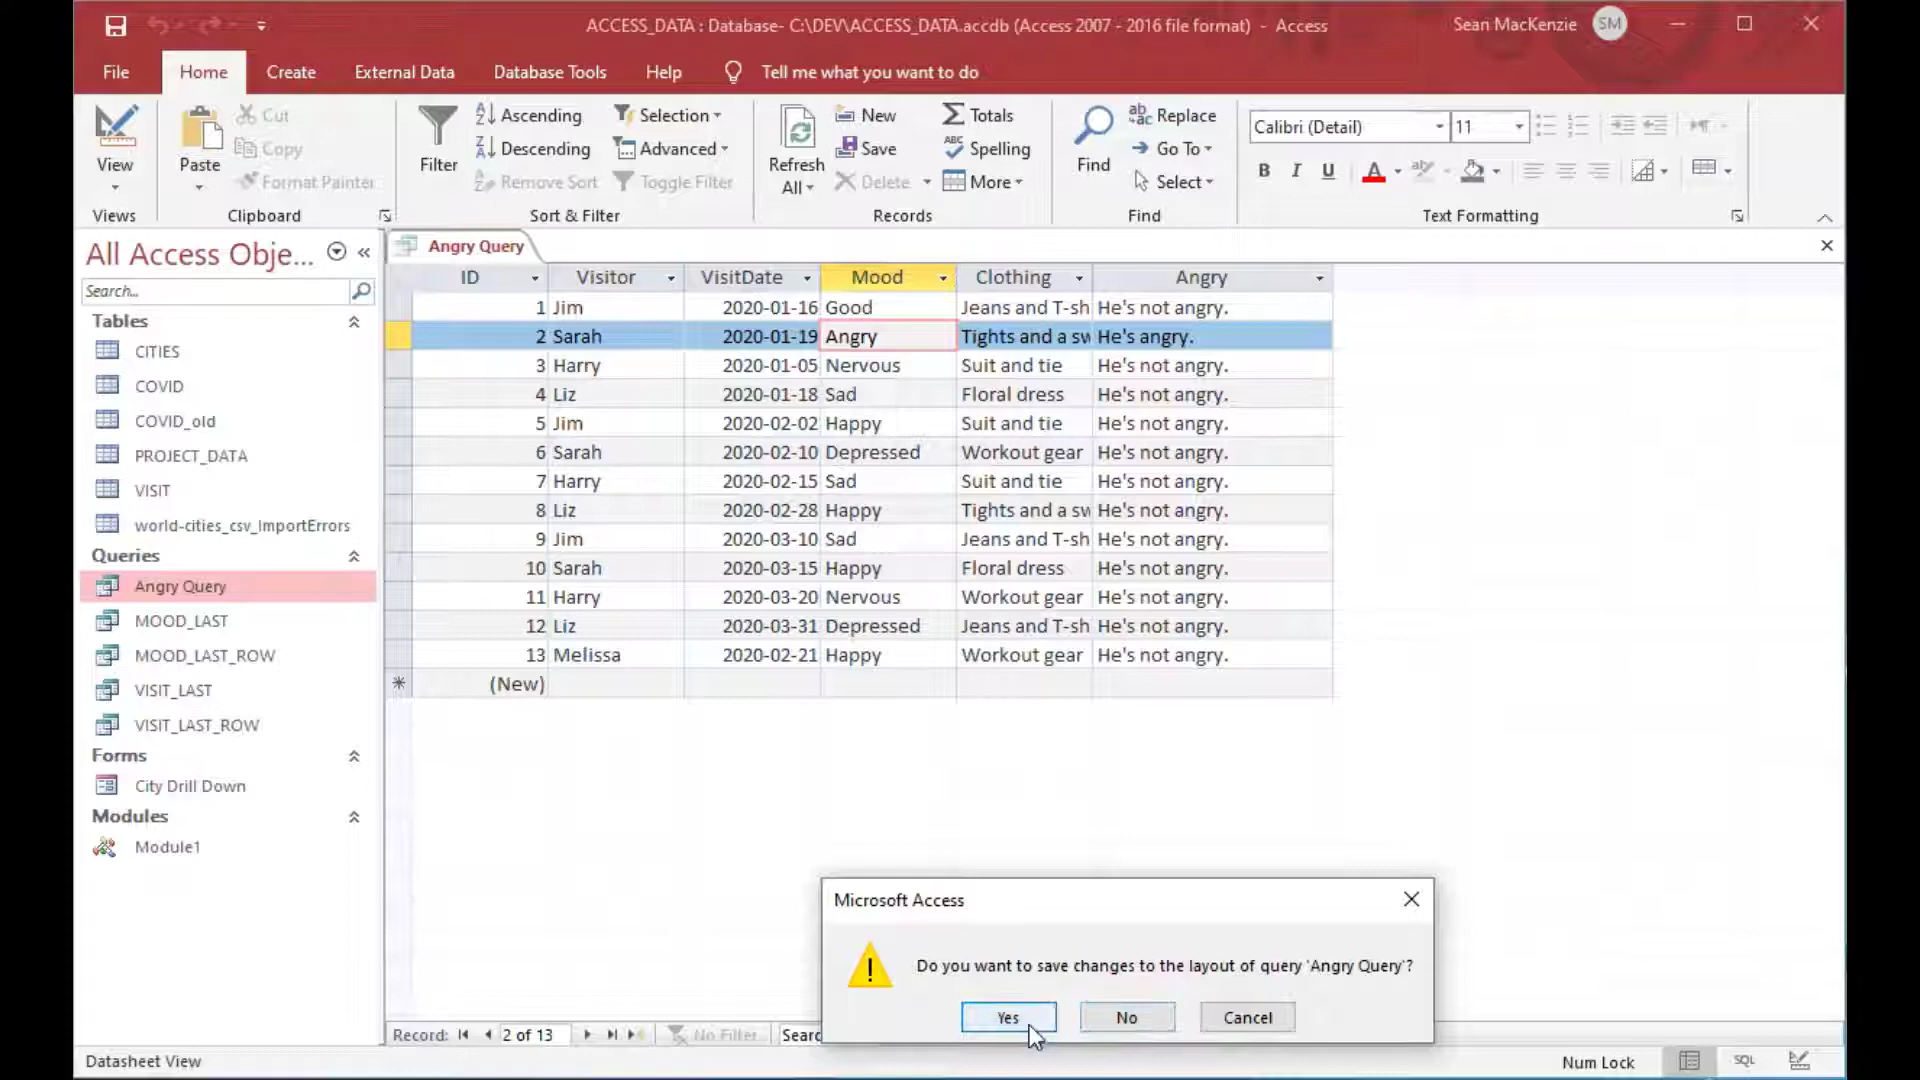 ACCESS_DATA : Database- C:\DEV\ACCESS_DATA.accdb (Access 2007 - 2016 file format) - Access
Sean MacKenzie SM
File Home Create External Data Database Tools Help Tell me what you want to do
View
Views
Paste
Cut
Copy
Format Painter
Clipboard
Filter
Ascending
Descending
Remove Sort
Selection
Advanced
Toggle Filter
Sort & Filter
Refresh
All
New
Save
Delete
Totals
Spelling
More
Records
Find
Replace
Go To
Select
Find
Calibri (Detail) 11
B I U
Text Formatting
All Access Obje...
Search...
Tables
CITIES
COVID
COVID_old
PROJECT_DATA
VISIT
world-cities_csv_ImportErrors
Queries
Angry Query
MOOD_LAST
MOOD_LAST_ROW
VISIT_LAST
VISIT_LAST_ROW
Forms
City Drill Down
Modules
Module1
Angry Query
ID Visitor VisitDate Mood Clothing Angry
1 Jim 2020-01-16 Good Jeans and T-sh He's not angry.
2 Sarah 2020-01-19 Angry Tights and a sw He's angry.
3 Harry 2020-01-05 Nervous Suit and tie He's not angry.
4 Liz 2020-01-18 Sad Floral dress He's not angry.
5 Jim 2020-02-02 Happy Suit and tie He's not angry.
6 Sarah 2020-02-10 Depressed Workout gear He's not angry.
7 Harry 2020-02-15 Sad Suit and tie He's not angry.
8 Liz 2020-02-28 Happy Tights and a sw He's not angry.
9 Jim 2020-03-10 Sad Jeans and T-sh He's not angry.
10 Sarah 2020-03-15 Happy Floral dress He's not angry.
11 Harry 2020-03-20 Nervous Workout gear He's not angry.
12 Liz 2020-03-31 Depressed Jeans and T-sh He's not angry.
13 Melissa 2020-02-21 Happy Workout gear He's not angry.
(New)
Microsoft Access
Do you want to save changes to the layout of query 'Angry Query'?
Yes No Cancel
Record: 2 of 13 No Filter Searc
Datasheet View
Num Lock
SQL